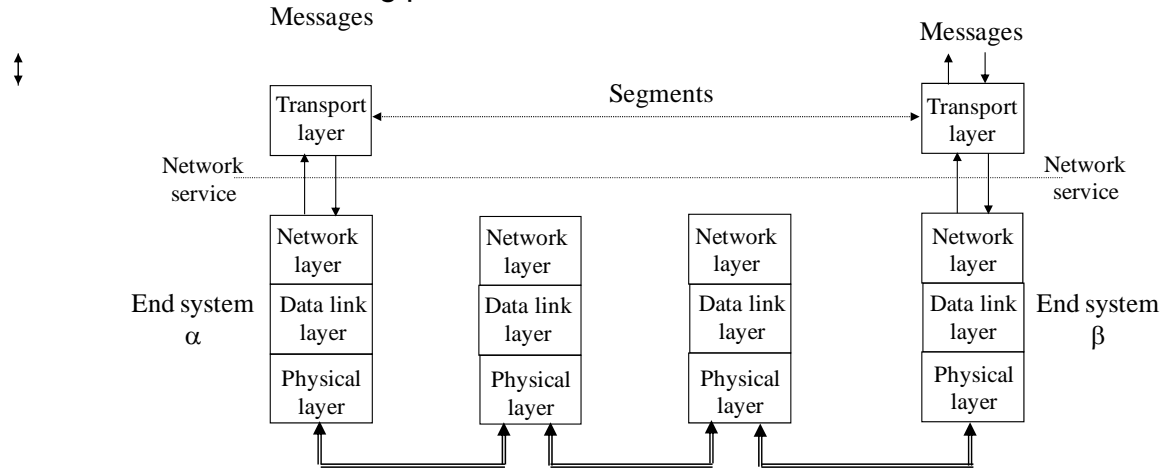 Messages
Messages
Transport
layer
Segments
Transport
layer
Network
service
Network
service
Network
layer
Network
layer
Network
layer
Network
layer
End system
α
Data link
layer
Data link
layer
Data link
layer
Data link
layer
End system
β
Physical
layer
Physical
layer
Physical
layer
Physical
layer